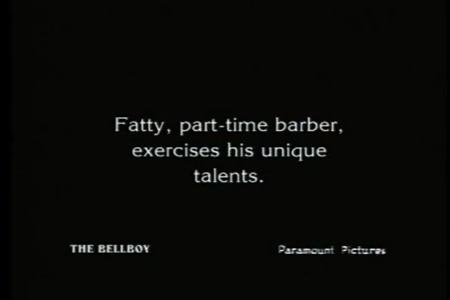 Fatty, part-time barber,
exercises his unique
talents.
THE BELLBOY
Paramount Pictures